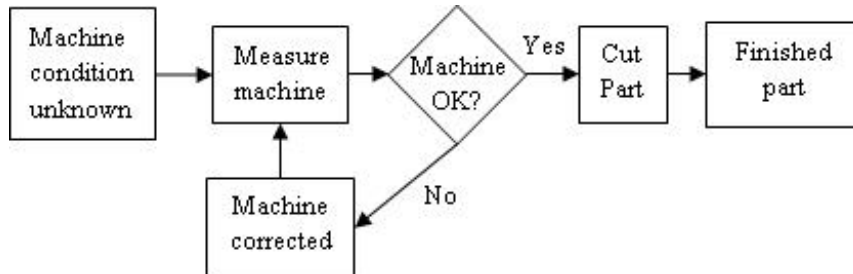 Machine
condition
unknown
Measure
machine
Machine
OK?
Yes
Cut
Part
Finished
part
No
Machine
corrected